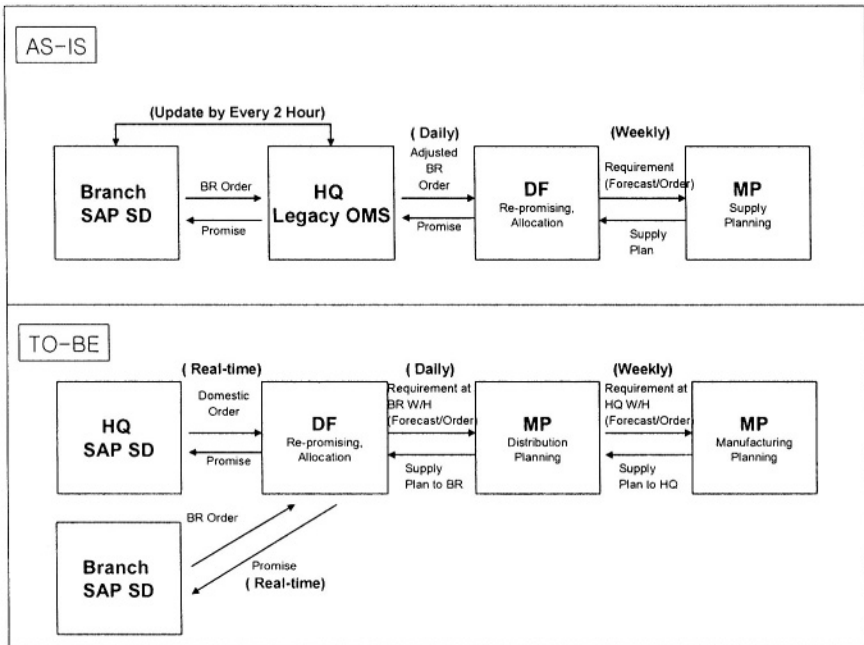 AS-IS
(Update by Every 2 Hour)
Branch
SAP SD
BR Order
Promise
HQ
Legacy OMS
( Daily)
Adjusted
BR
Order
Promise
DF
Re-promising,
Allocation
(Weekly)
Requirement
(Forecast/Order)
Supply
Plan
MP
Supply
Planning
TO-BE
HQ
SAP SD
( Real-time)
Domestic
Order
Promise
DF
Re-promising,
Allocation
( Daily)
Requirement at
BR W/H
(Forecast/Order)
Supply
Plan to BR
MP
Distribution
Planning
(Weekly)
Requirement at
HQ W/H
(Forecast/Order)
Supply
Plan to HQ
MP
Manufacturing
Planning
Branch
SAP SD
BR Order
Promise
( Real-time)